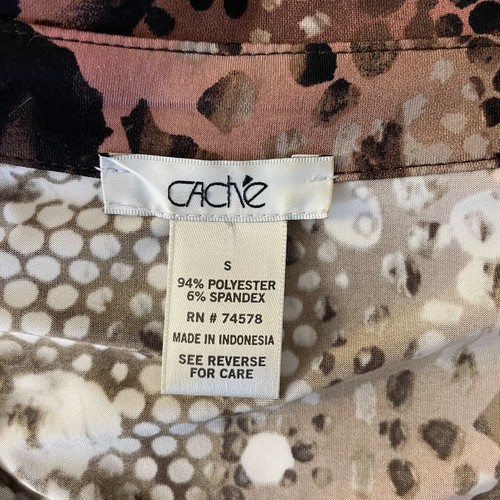 CAché
S
94% POLYESTER
6% SPANDEX
RN # 74578
MADE IN INDONESIA
SEE REVERSE
FOR CARE